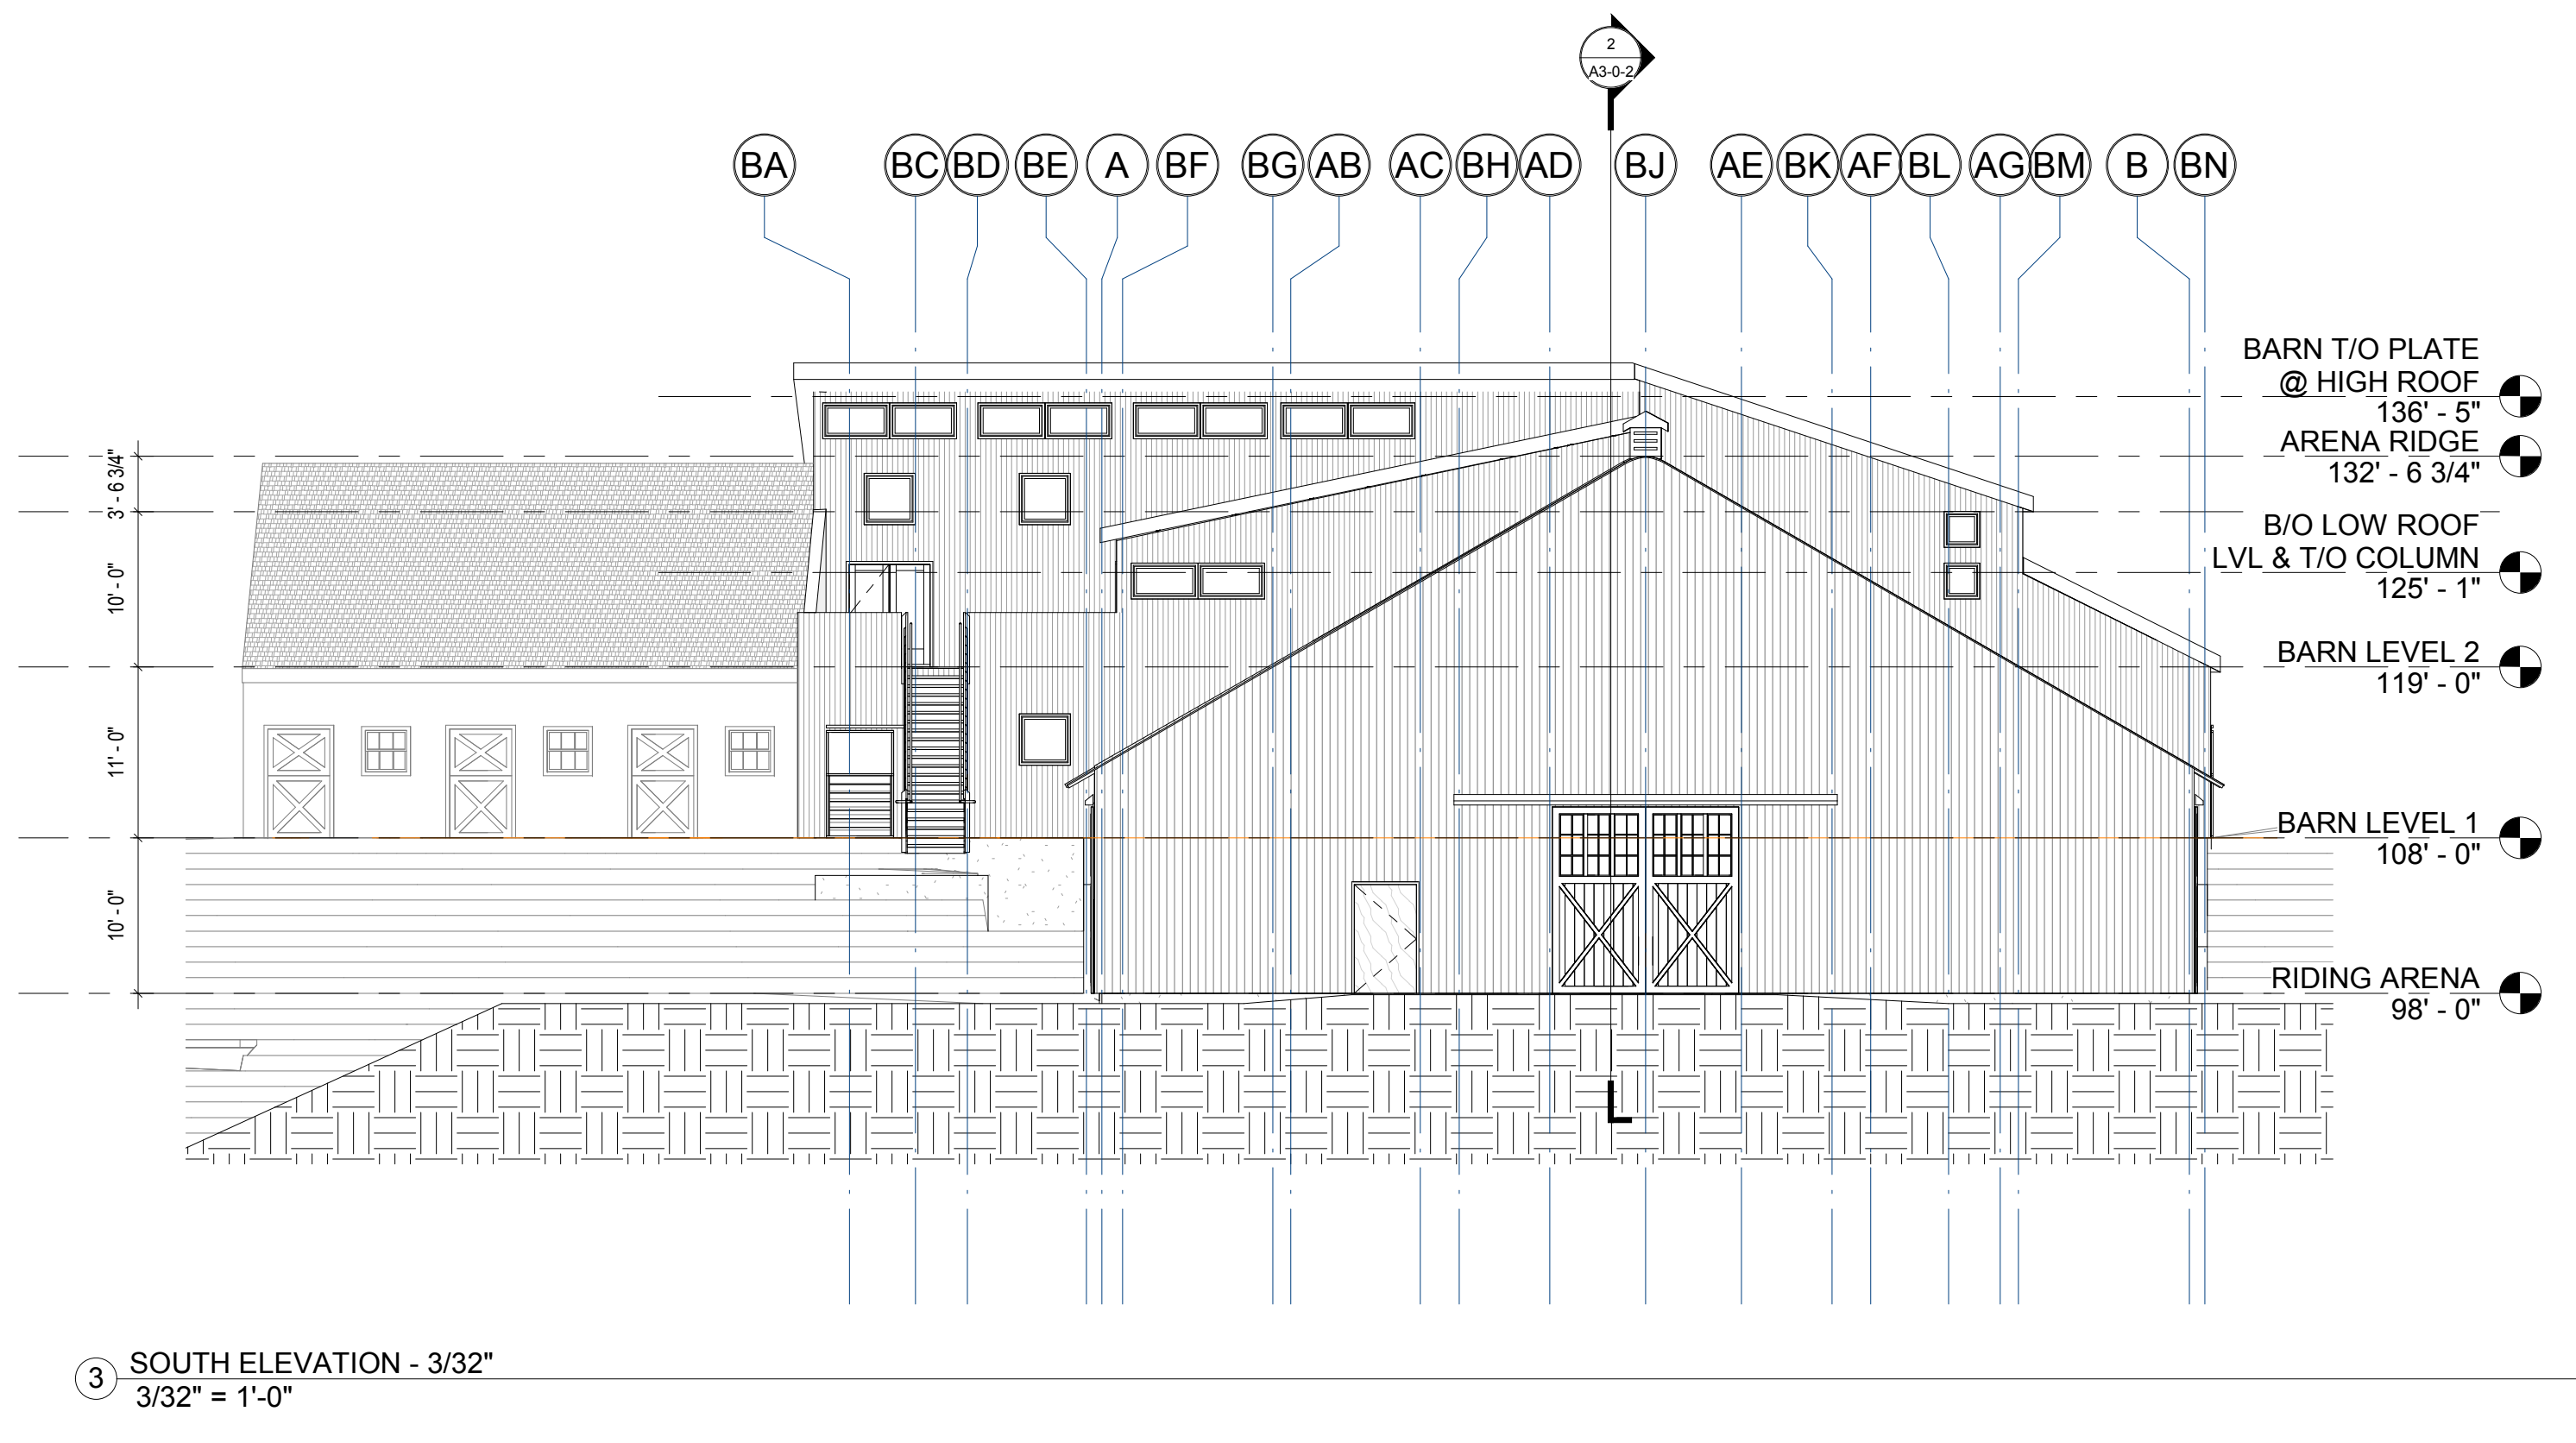 2
A3-0-2
BA BC BD BE A BF BG AB AC BH AD BJ AE BK AF BL AG BM B BN
BARN T/O PLATE
@ HIGH ROOF
136' - 5"
ARENA RIDGE
132' - 6 3/4"
B/O LOW ROOF
LVL & T/O COLUMN
125' - 1"
BARN LEVEL 2
119' - 0"
BARN LEVEL 1
108' - 0"
RIDING ARENA
98' - 0"
3' - 6 3/4"
10' - 0"
11' - 0"
10' - 0"
3 SOUTH ELEVATION - 3/32"
3/32" = 1'-0"